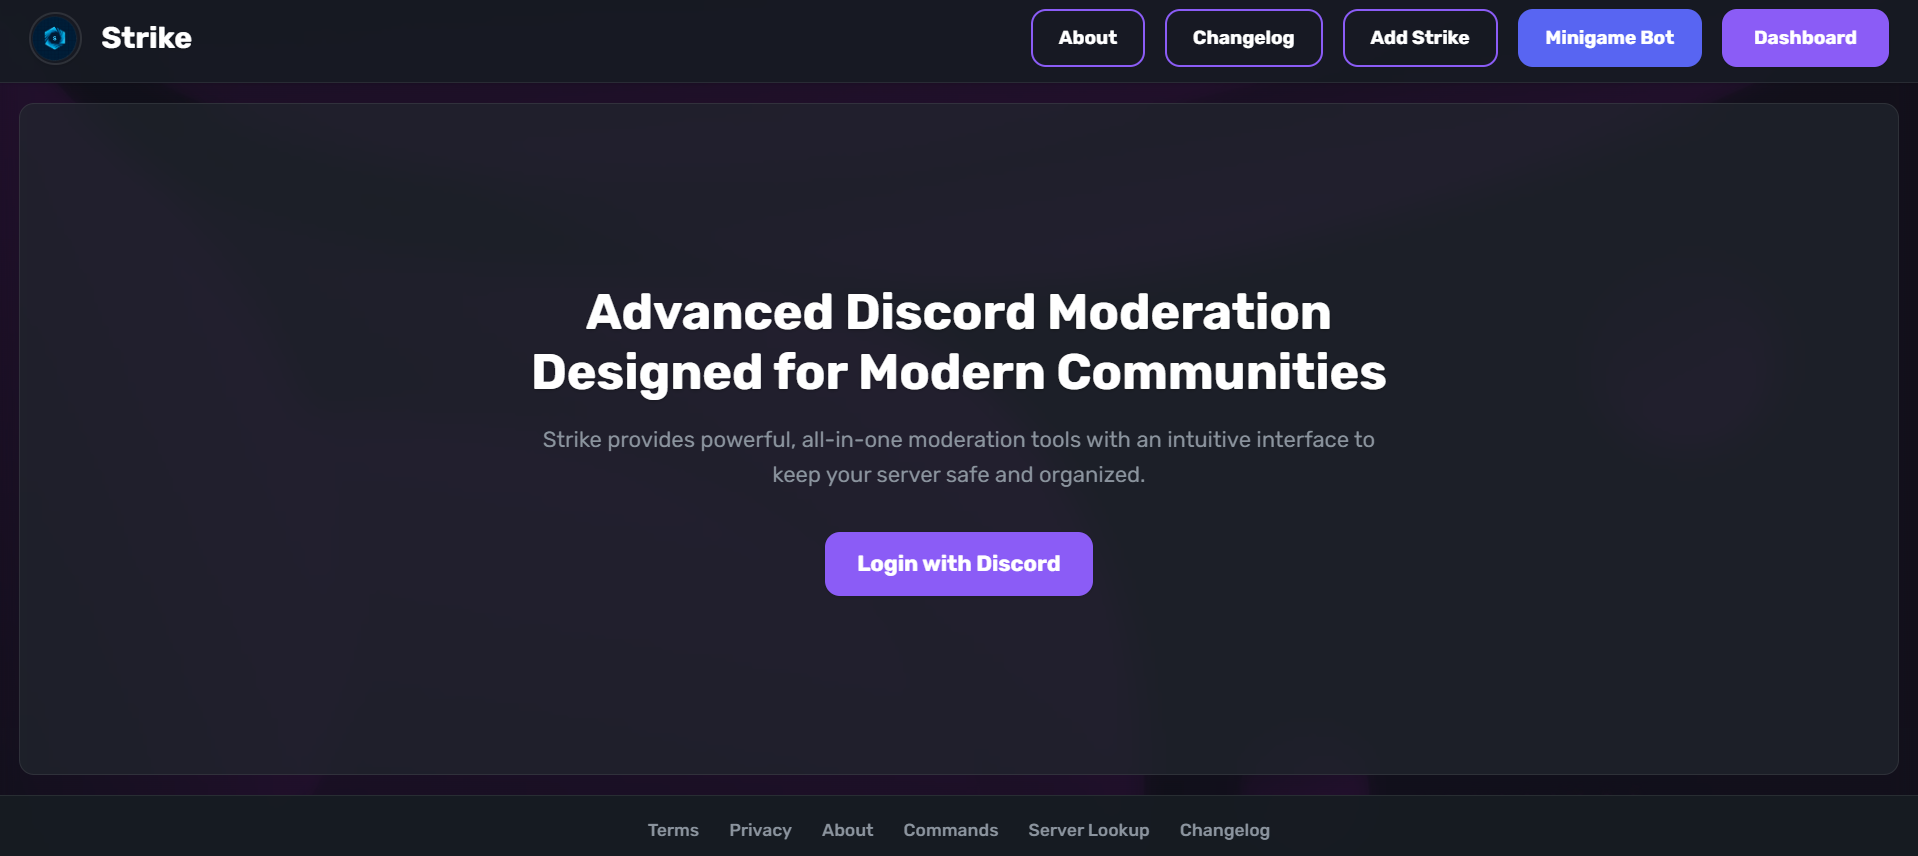 Strike
About
Changelog
Add Strike
Minigame Bot
Dashboard
Advanced Discord Moderation
Designed for Modern Communities
Strike provides powerful, all-in-one moderation tools with an intuitive interface to
keep your server safe and organized.
Login with Discord
Terms
Privacy
About
Commands
Server Lookup
Changelog